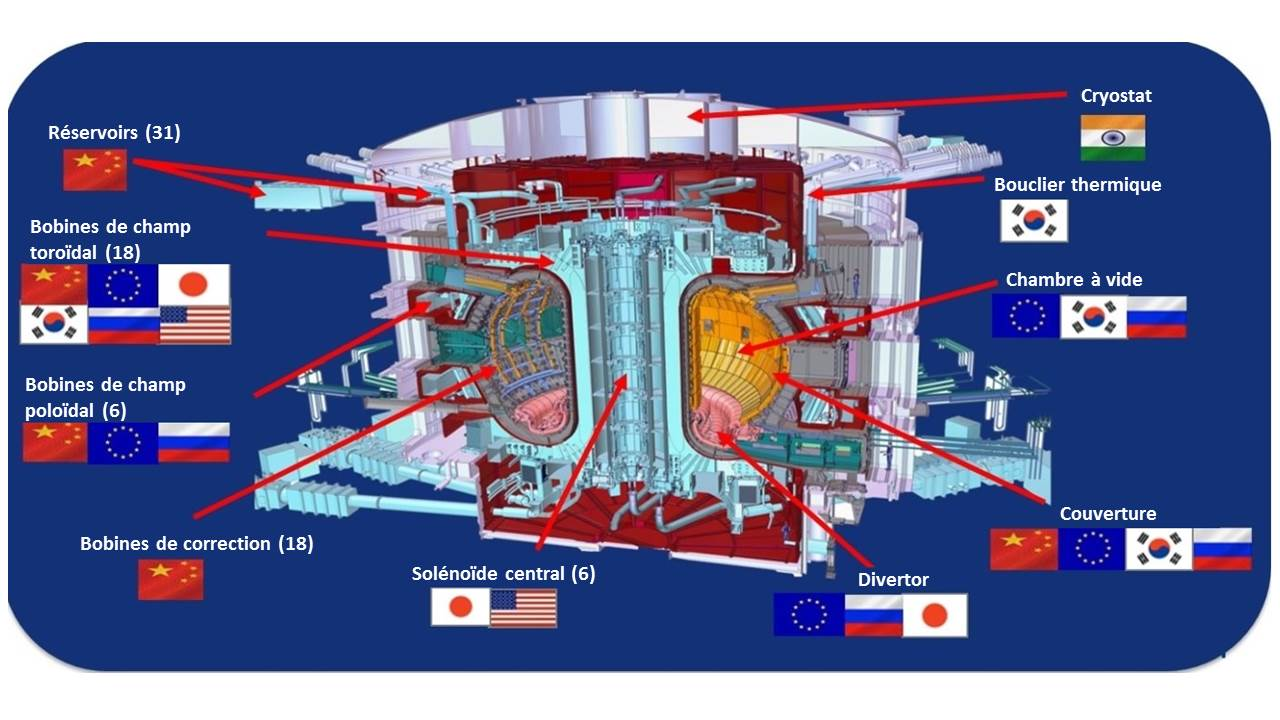 Réservoirs (31)
Bobines de champ
toroïdal (18)
Bobines de champ
poloïdal (6)
Bobines de correction (18)
Solénoïde central (6)
Cryostat
Bouclier thermique
Chambre à vide
Couverture
Divertor